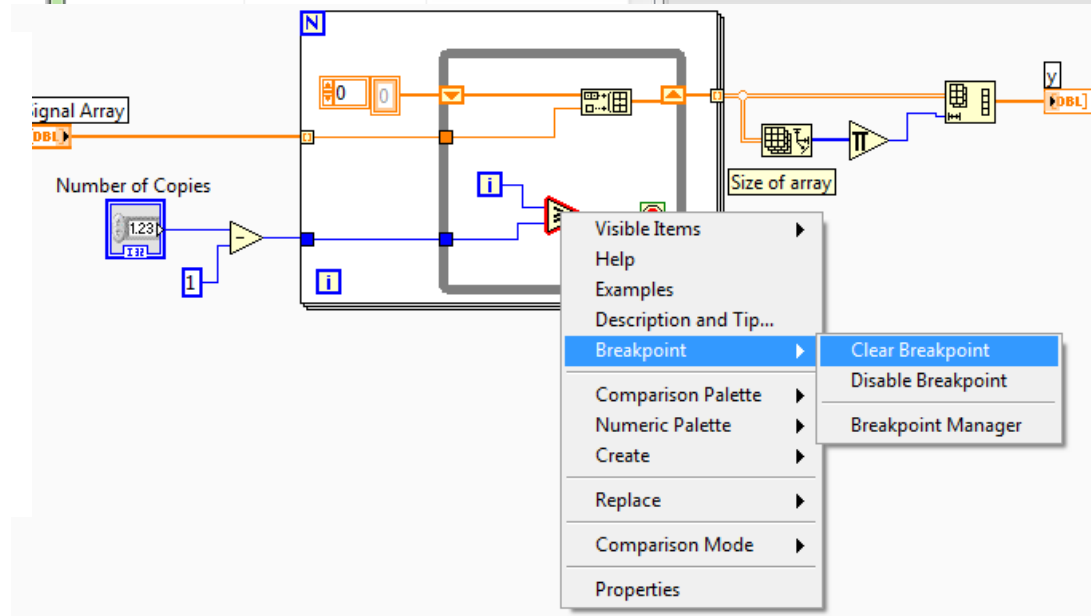 N
0
0
y
Signal Array
DBL
DBL]
Number of Copies
i
Size of array
1.23
I32
1
i
Visible Items
Help
Examples
Description and Tip...
Breakpoint
Clear Breakpoint
Disable Breakpoint
Comparison Palette
Numeric Palette
Breakpoint Manager
Create
Replace
Comparison Mode
Properties